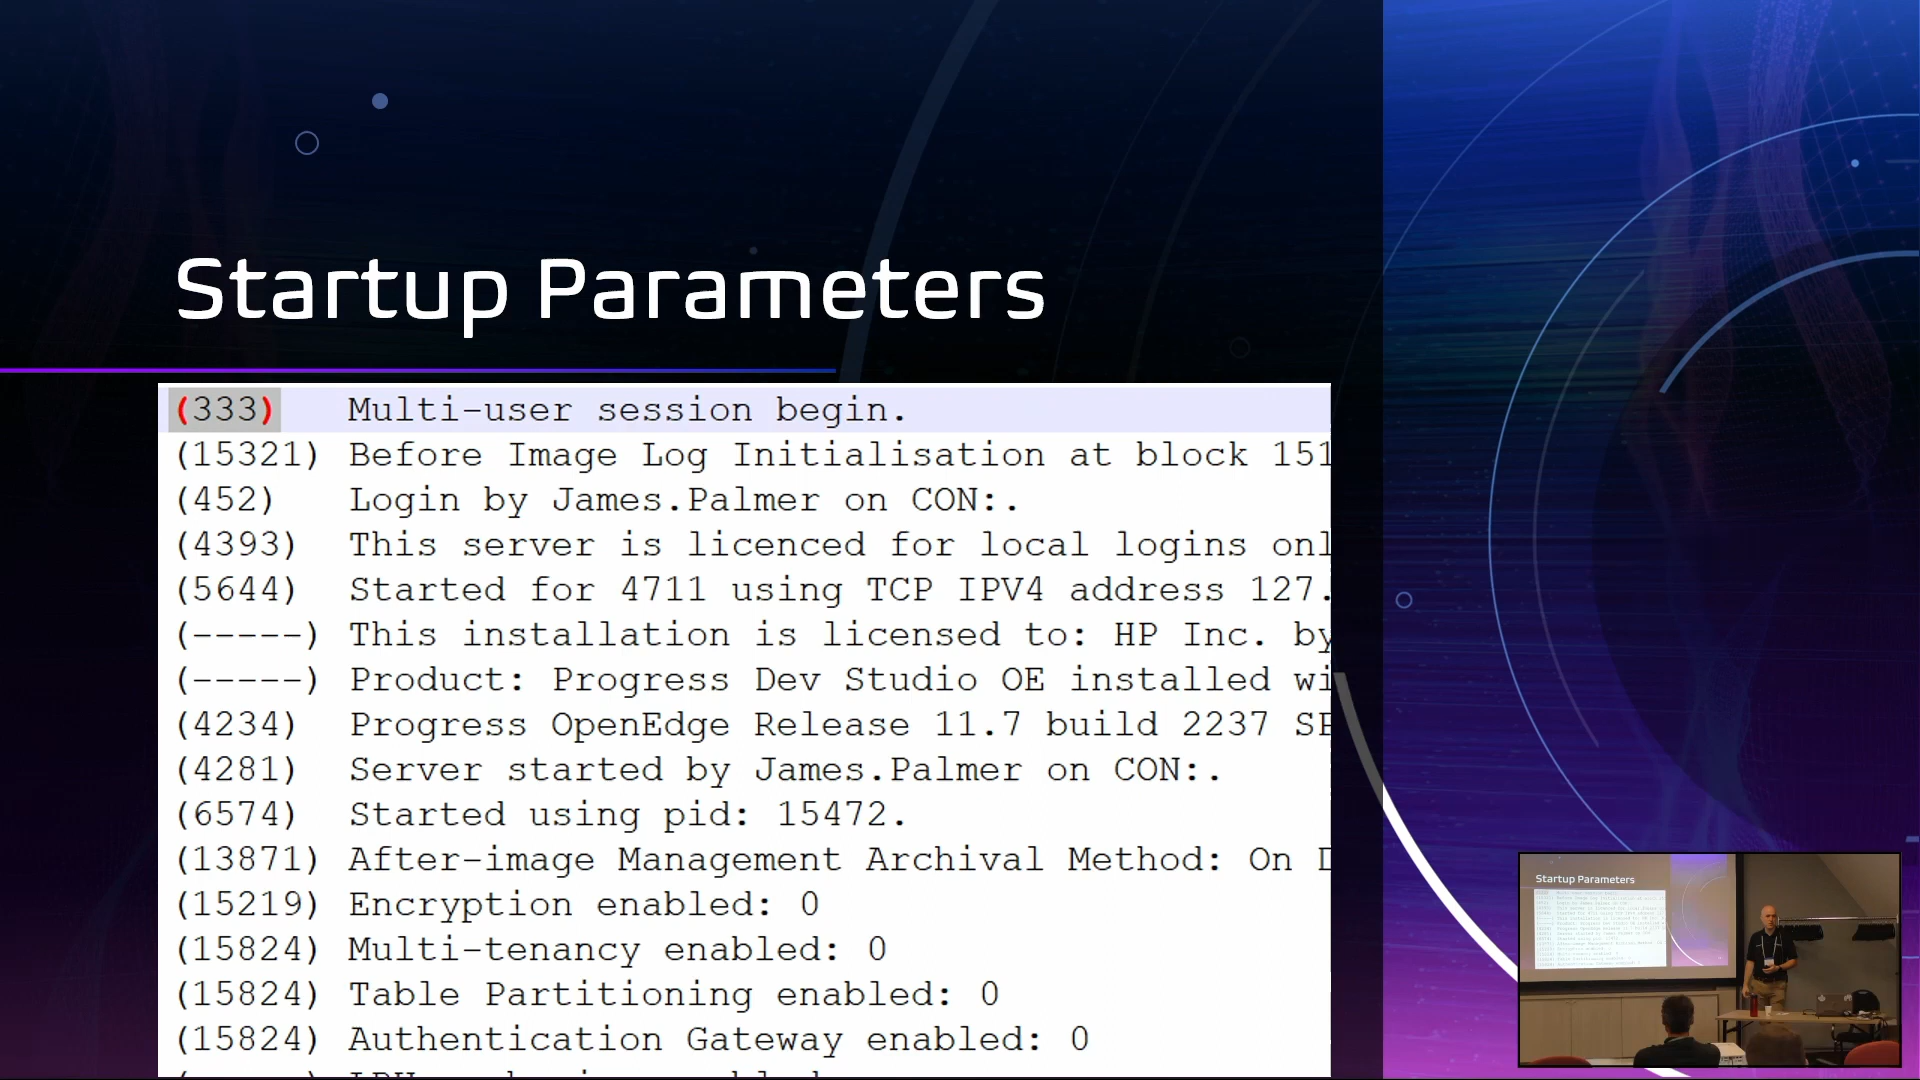 Startup Parameters
(333) Multi-user session begin.
(15321) Before Image Log Initialisation at block 151
(452) Login by James.Palmer on CON:.
(4393) This server is licenced for local logins onl
(5644) Started for 4711 using TCP IPV4 address 127.
(-----) This installation is licensed to: HP Inc. by
(-----) Product: Progress Dev Studio OE installed wi
(4234) Progress OpenEdge Release 11.7 build 2237 SP
(4281) Server started by James.Palmer on CON:.
(6574) Started using pid: 15472.
(13871) After-image Management Archival Method: On D
(15219) Encryption enabled: 0
(15824) Multi-tenancy enabled: 0
(15824) Table Partitioning enabled: 0
(15824) Authentication Gateway enabled: 0
Startup Parameters